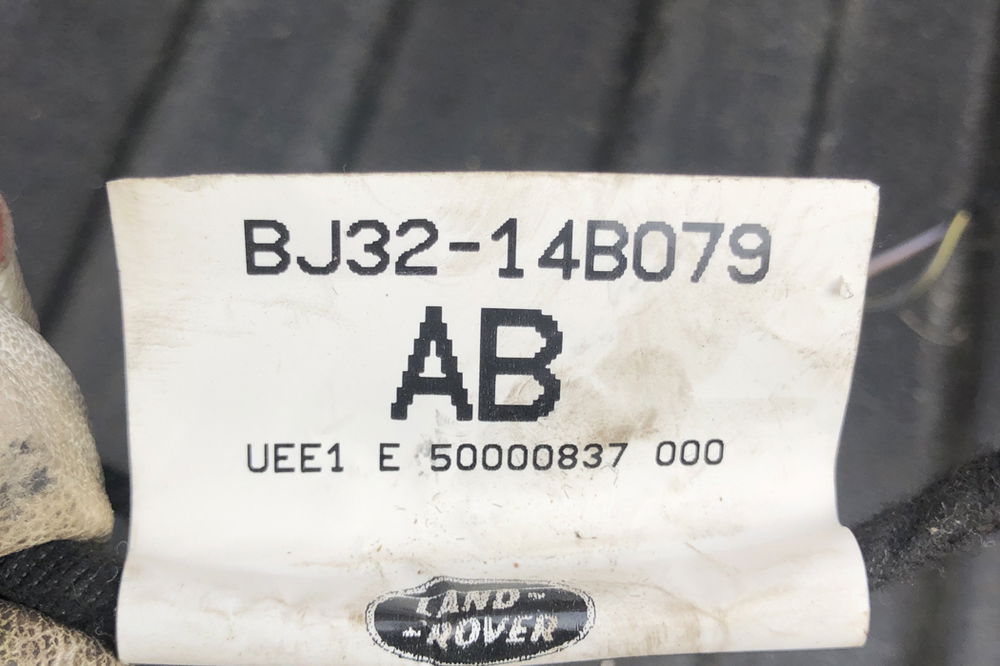 BJ32-14B079
AB
UEE1 E 50000837 000
LAND-
-ROVER